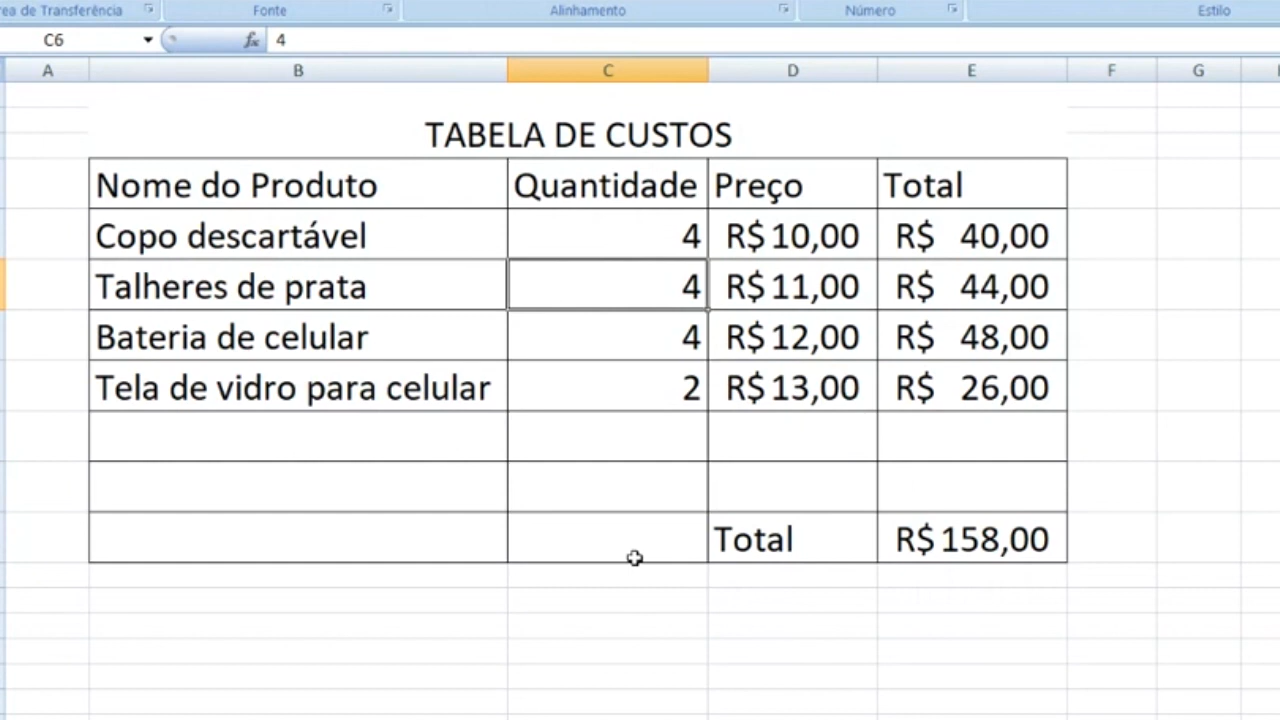 rea de Transferência Fonte Alinhamento Número Estilo
C6 fx 4
A B C D E F G
TABELA DE CUSTOS
Nome do Produto Quantidade Preço Total
Copo descartável 4 R$ 10,00 R$ 40,00
Talheres de prata 4 R$ 11,00 R$ 44,00
Bateria de celular 4 R$ 12,00 R$ 48,00
Tela de vidro para celular 2 R$ 13,00 R$ 26,00
Total R$ 158,00